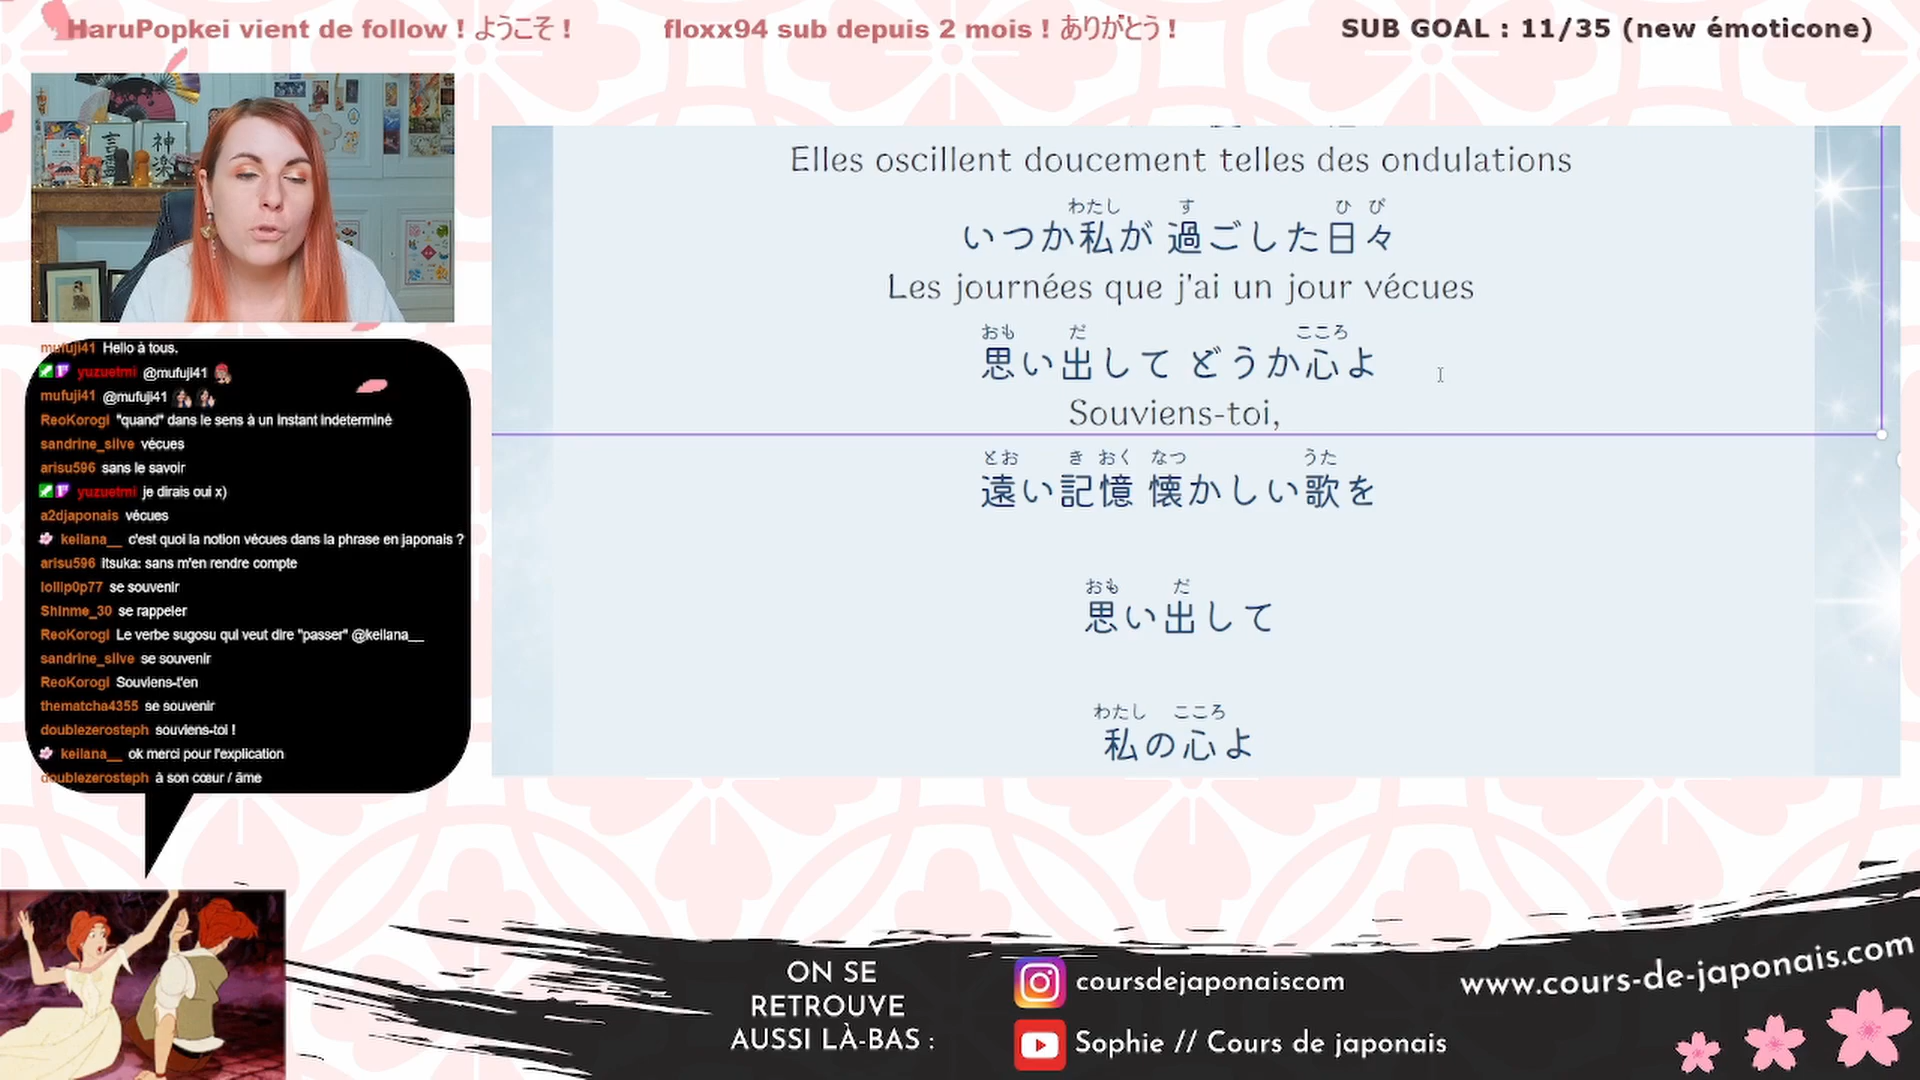 HaruPopkei vient de follow ! ようこそ !
floxx94 sub depuis 2 mois ! ありがとう !
SUB GOAL : 11/35 (new émoticone)
言霊
神楽
mufuji41 Hello à tous.
yuzuetmi @mufuji41
mufuji41 @mufuji41
ReoKorogi "quand" dans le sens à un instant indeterminé
sandrine_silve vécues
arisu596 sans le savoir
yuzuetmi je dirais oui x)
a2djaponais vécues
keilana__ c'est quoi la notion vécues dans la phrase en japonais ?
arisu596 Itsuka: sans m'en rendre compte
lollip0p77 se souvenir
Shinme_30 se rappeler
ReoKorogi Le verbe sugosu qui veut dire "passer" @keilana__
sandrine_silve se souvenir
ReoKorogi Souviens-t'en
thematcha4355 se souvenir
doublezerosteph souviens-toi !
keilana__ ok merci pour l'explication
doublezerosteph à son cœur / âme
Elles oscillent doucement telles des ondulations
わたし す ひ び
いつか私が 過ごした日々
Les journées que j'ai un jour vécues
おも だ こころ
思い出して どうか心よ
Souviens-toi,
とお き おく なつ うた
遠い記憶 懐かしい歌を
おも だ
思い出して
わたし こころ
私の心よ
ON SE
RETROUVE
AUSSI LÀ-BAS :
coursdejaponaiscom
Sophie // Cours de japonais
www.cours-de-japonais.com